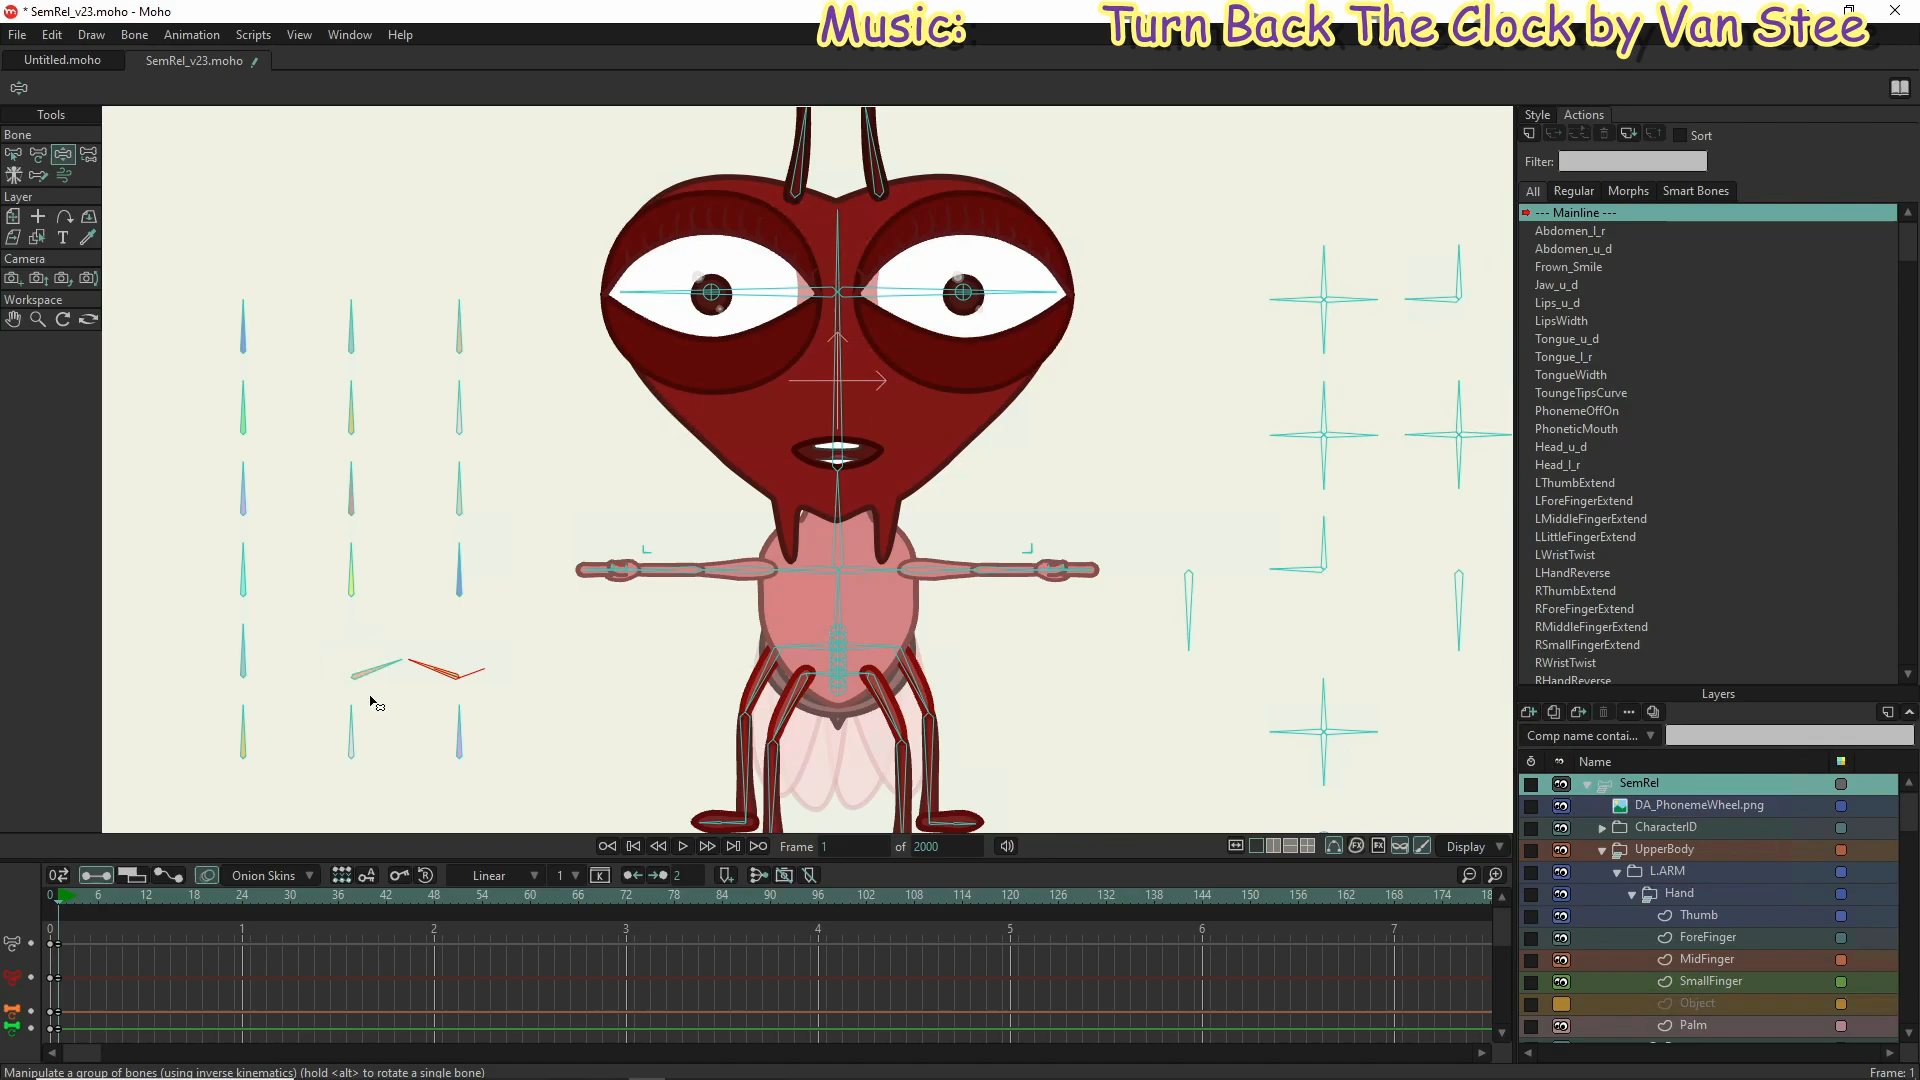 * SemRel_v23.moho - Moho
Music: Turn Back The Clock by Van Stee
File Edit Draw Bone Animation Scripts View Window Help
Untitled.moho SemRel_v23.moho
Tools
Bone
Layer
Camera
Workspace
Style Actions
Sort
Filter:
All Regular Morphs Smart Bones
--- Mainline ---
Abdomen_l_r
Abdomen_u_d
Frown_Smile
Jaw_u_d
Lips_u_d
LipsWidth
Tongue_u_d
Tongue_l_r
TongueWidth
ToungeTipsCurve
PhonemeOffOn
PhoneticMouth
Head_u_d
Head_l_r
LThumbExtend
LForeFingerExtend
LMiddleFingerExtend
LLittleFingerExtend
LWristTwist
LHandReverse
RThumbExtend
RForeFingerExtend
RMiddleFingerExtend
RSmallFingerExtend
RWristTwist
RHandReverse
Layers
Comp name contai...
Name
SemRel
DA_PhonemeWheel.png
CharacterID
UpperBody
L.ARM
Hand
Thumb
ForeFinger
MidFinger
SmallFinger
Object
Palm
Frame 1 of 2000 Display
Onion Skins Linear 1 K 2
0 6 12 18 24 30 36 42 48 54 60 66 72 78 84 90 96 102 108 114 120 126 132 138 144 150 156 162 168 174 18
0 1 2 3 4 5 6 7
Manipulate a group of bones (using inverse kinematics) (hold <alt> to rotate a single bone)
Frame: 1